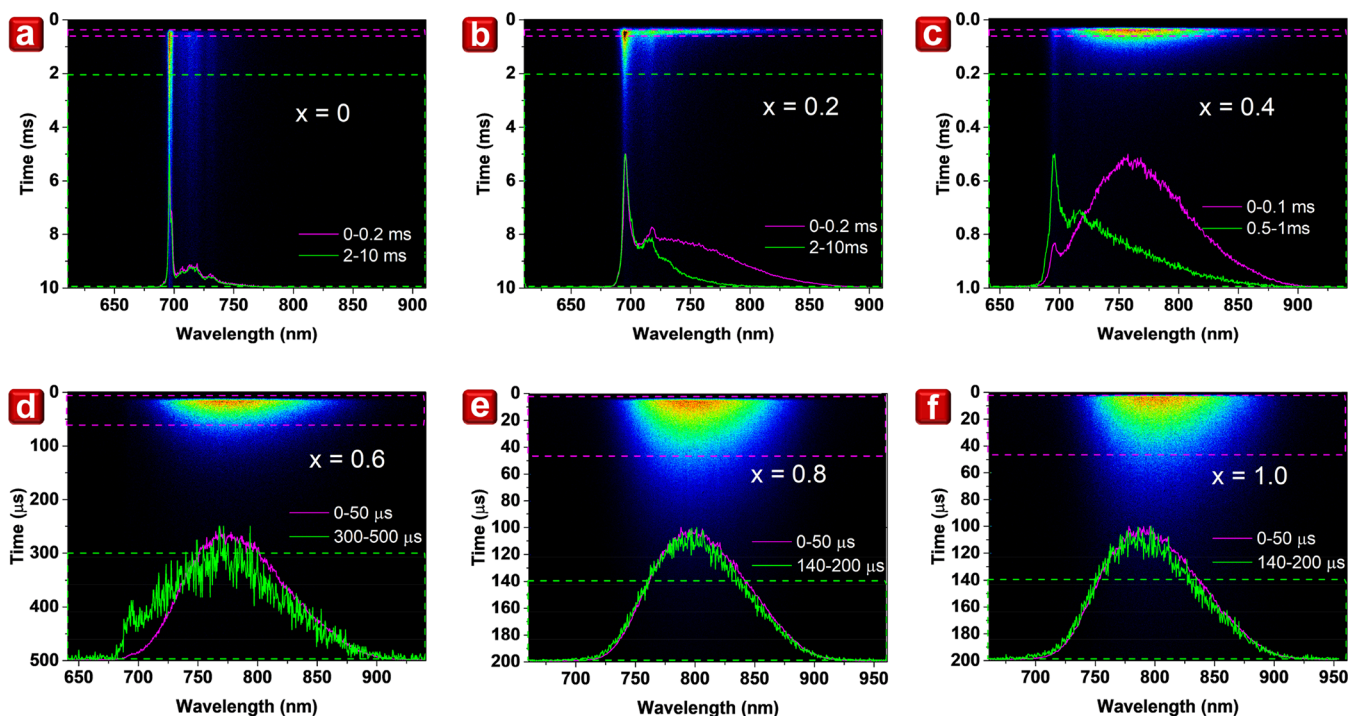 a
x = 0
0-0.2 ms
2-10 ms
0
2
4
6
8
10
Time (ms)
650 700 750 800 850 900
Wavelength (nm)
b
x = 0.2
0-0.2 ms
2-10ms
0
2
4
6
8
10
Time (ms)
650 700 750 800 850 900
Wavelength (nm)
c
x = 0.4
0-0.1 ms
0.5-1ms
0.0
0.2
0.4
0.6
0.8
1.0
Time (ms)
650 700 750 800 850 900
Wavelength (nm)
d
x = 0.6
0-50 µs
300-500 µs
0
100
200
300
400
500
Time (µs)
650 700 750 800 850 900
Wavelength (nm)
e
x = 0.8
0-50 µs
140-200 µs
0
20
40
60
80
100
120
140
160
180
200
Time (µs)
700 750 800 850 900 950
Wavelength (nm)
f
x = 1.0
0-50 µs
140-200 µs
0
20
40
60
80
100
120
140
160
180
200
Time (µs)
700 750 800 850 900 950
Wavelength (nm)